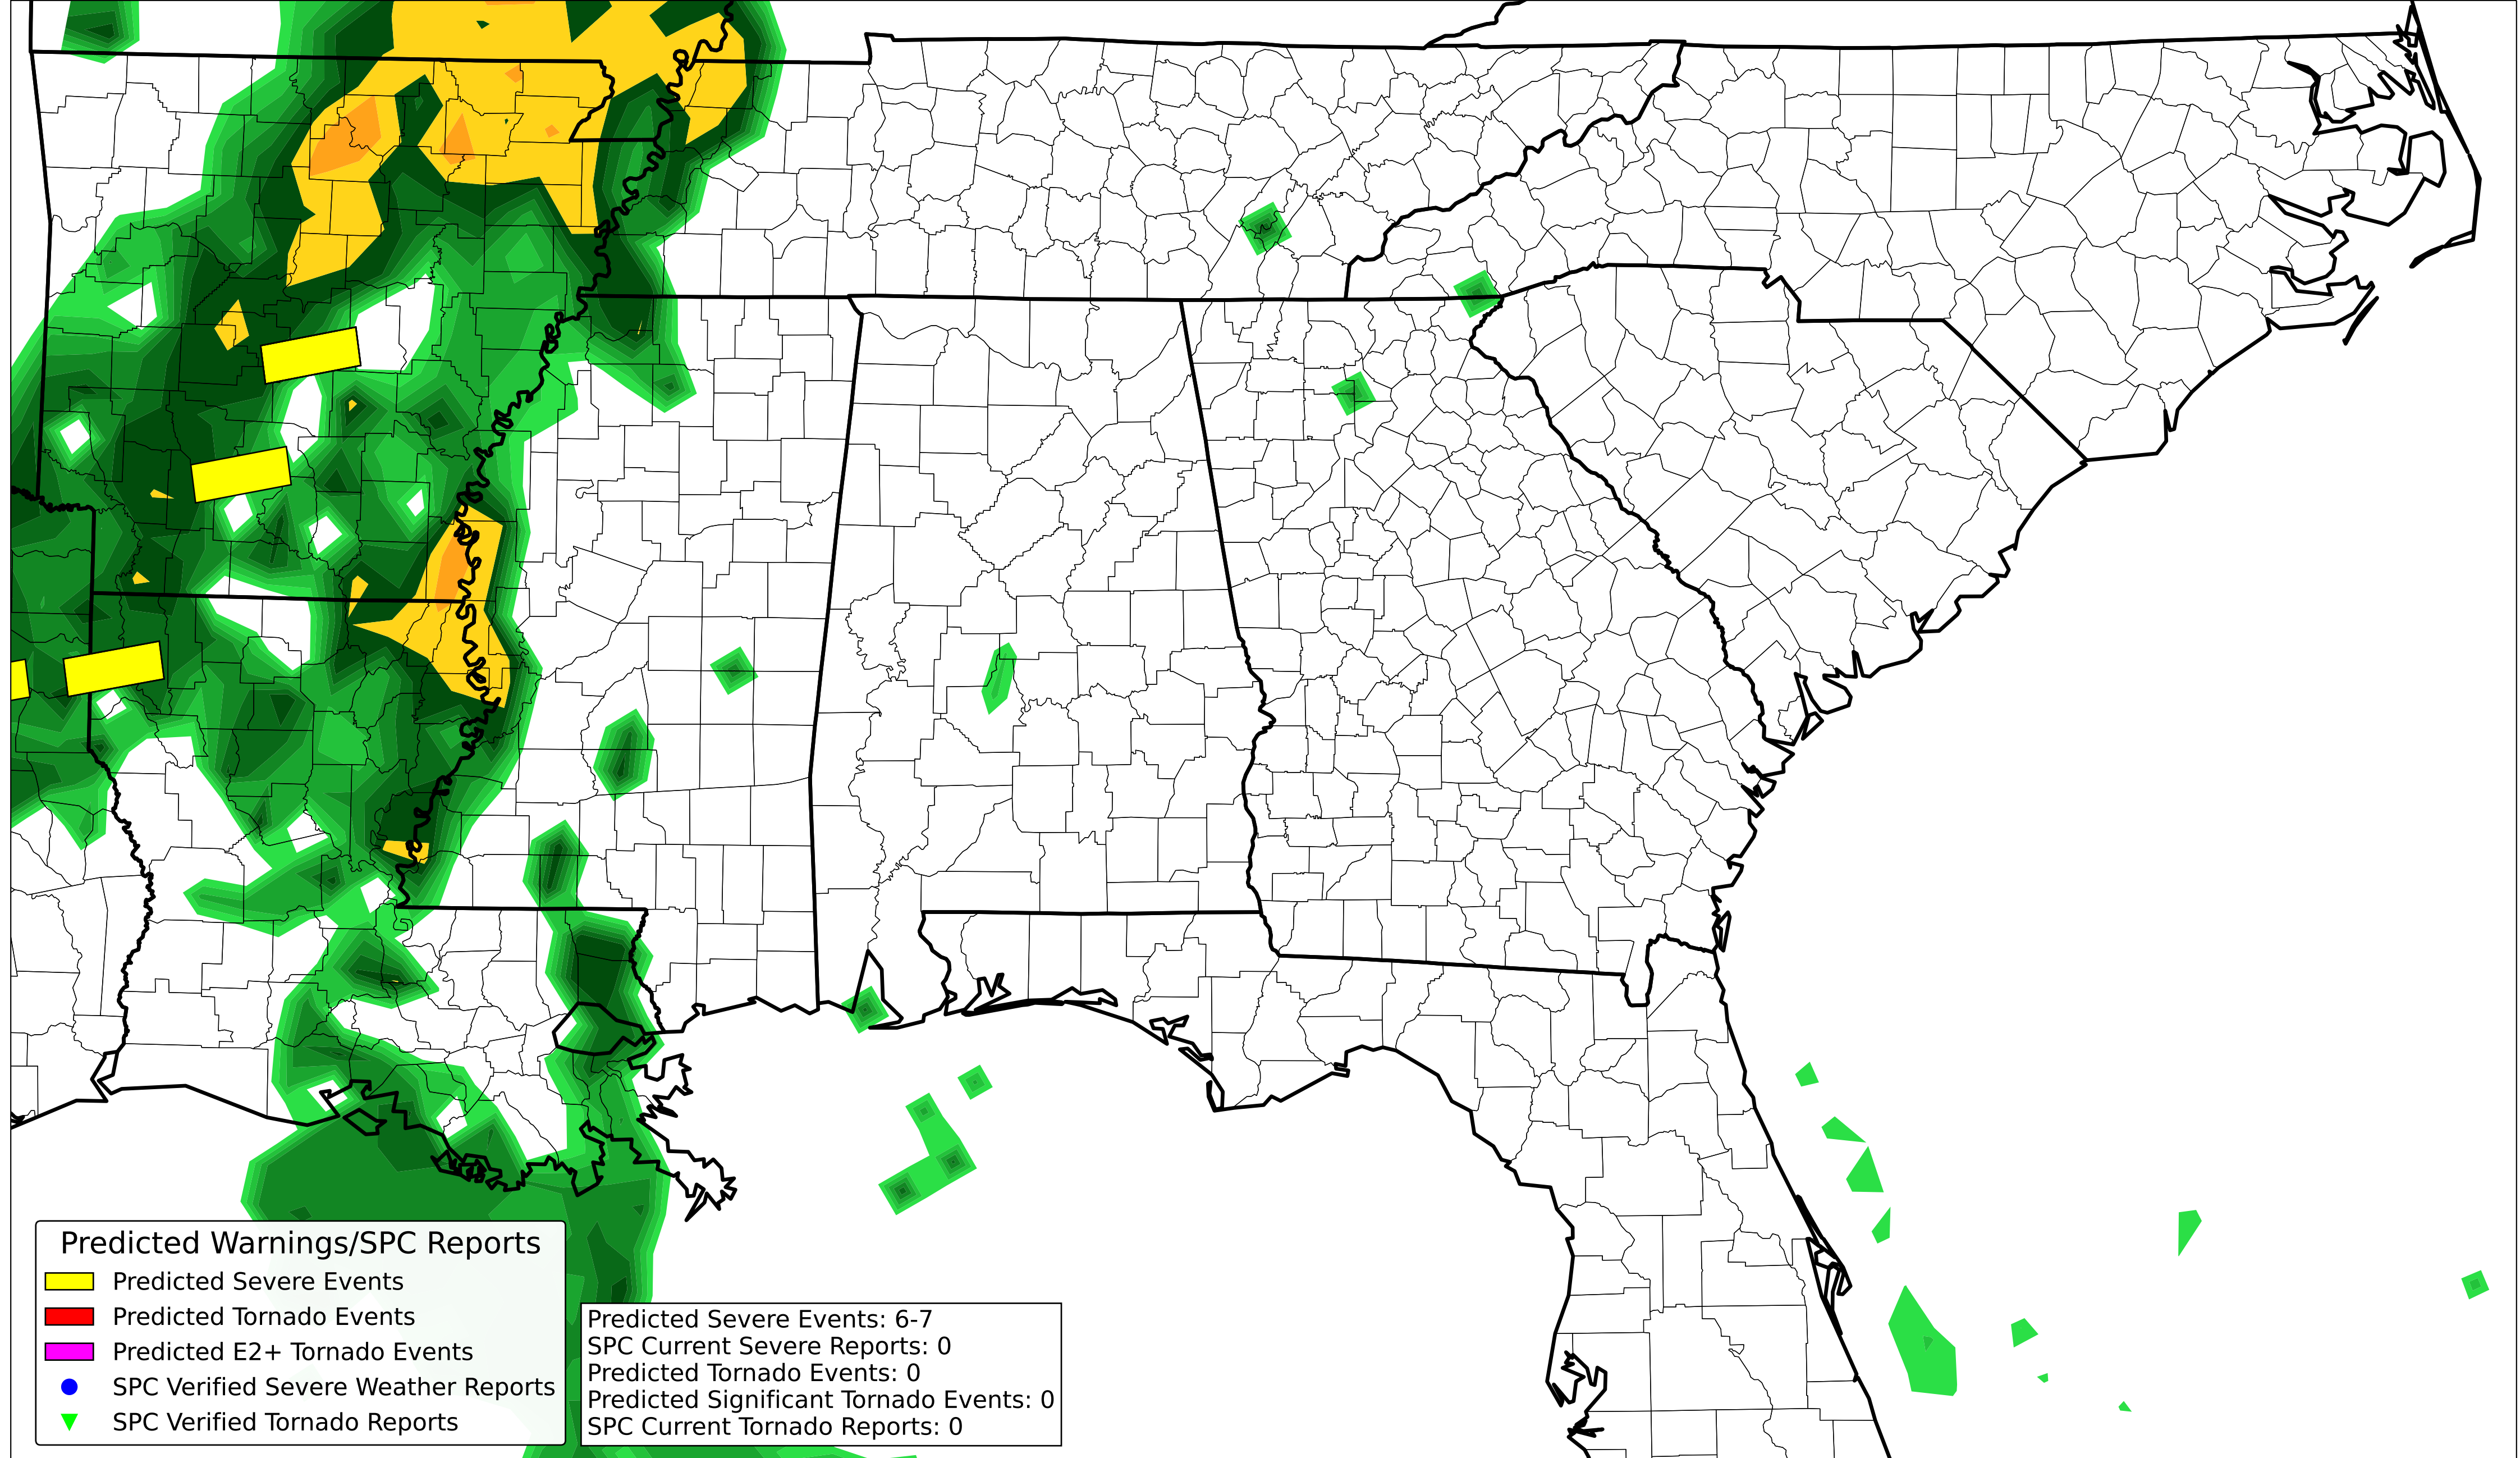 Predicted Warnings/SPC Reports
Predicted Severe Events
Predicted Tornado Events
Predicted E2+ Tornado Events
SPC Verified Severe Weather Reports
SPC Verified Tornado Reports
Predicted Severe Events: 6-7
SPC Current Severe Reports: 0
Predicted Tornado Events: 0
Predicted Significant Tornado Events: 0
SPC Current Tornado Reports: 0